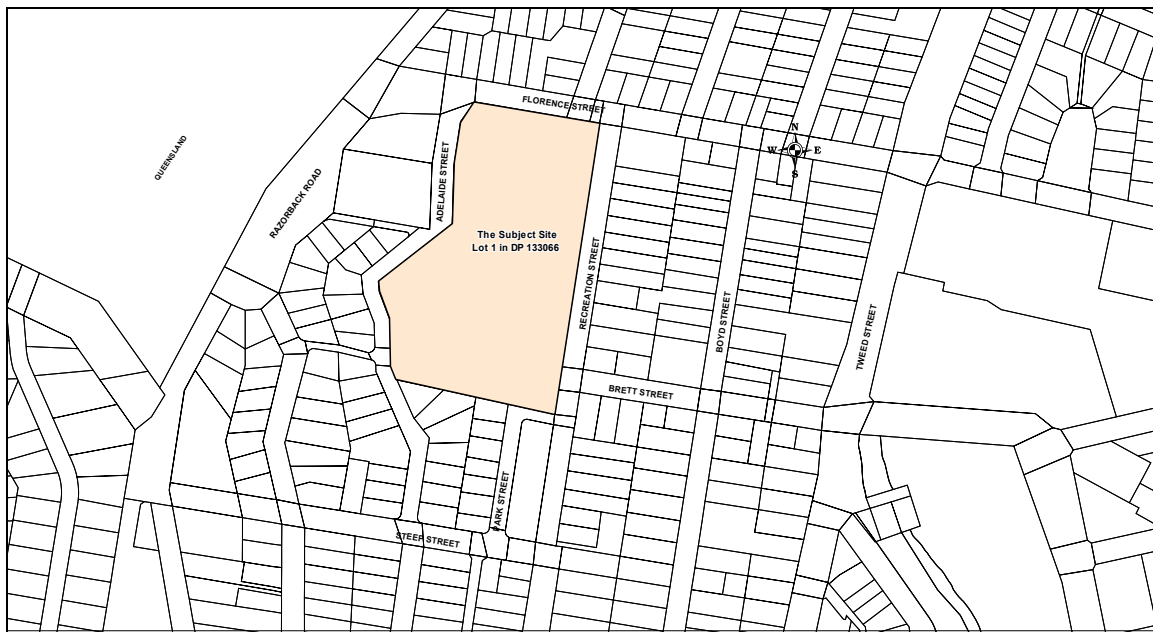 FLORENCE STREET
N
W E
S
QUEENSLAND
RAZORBACK ROAD
ADELAIDE STREET
The Subject Site
Lot 1 in DP 133066
RECREATION STREET
BOYD STREET
TWEED STREET
BRETT STREET
PARK STREET
STEEP STREET